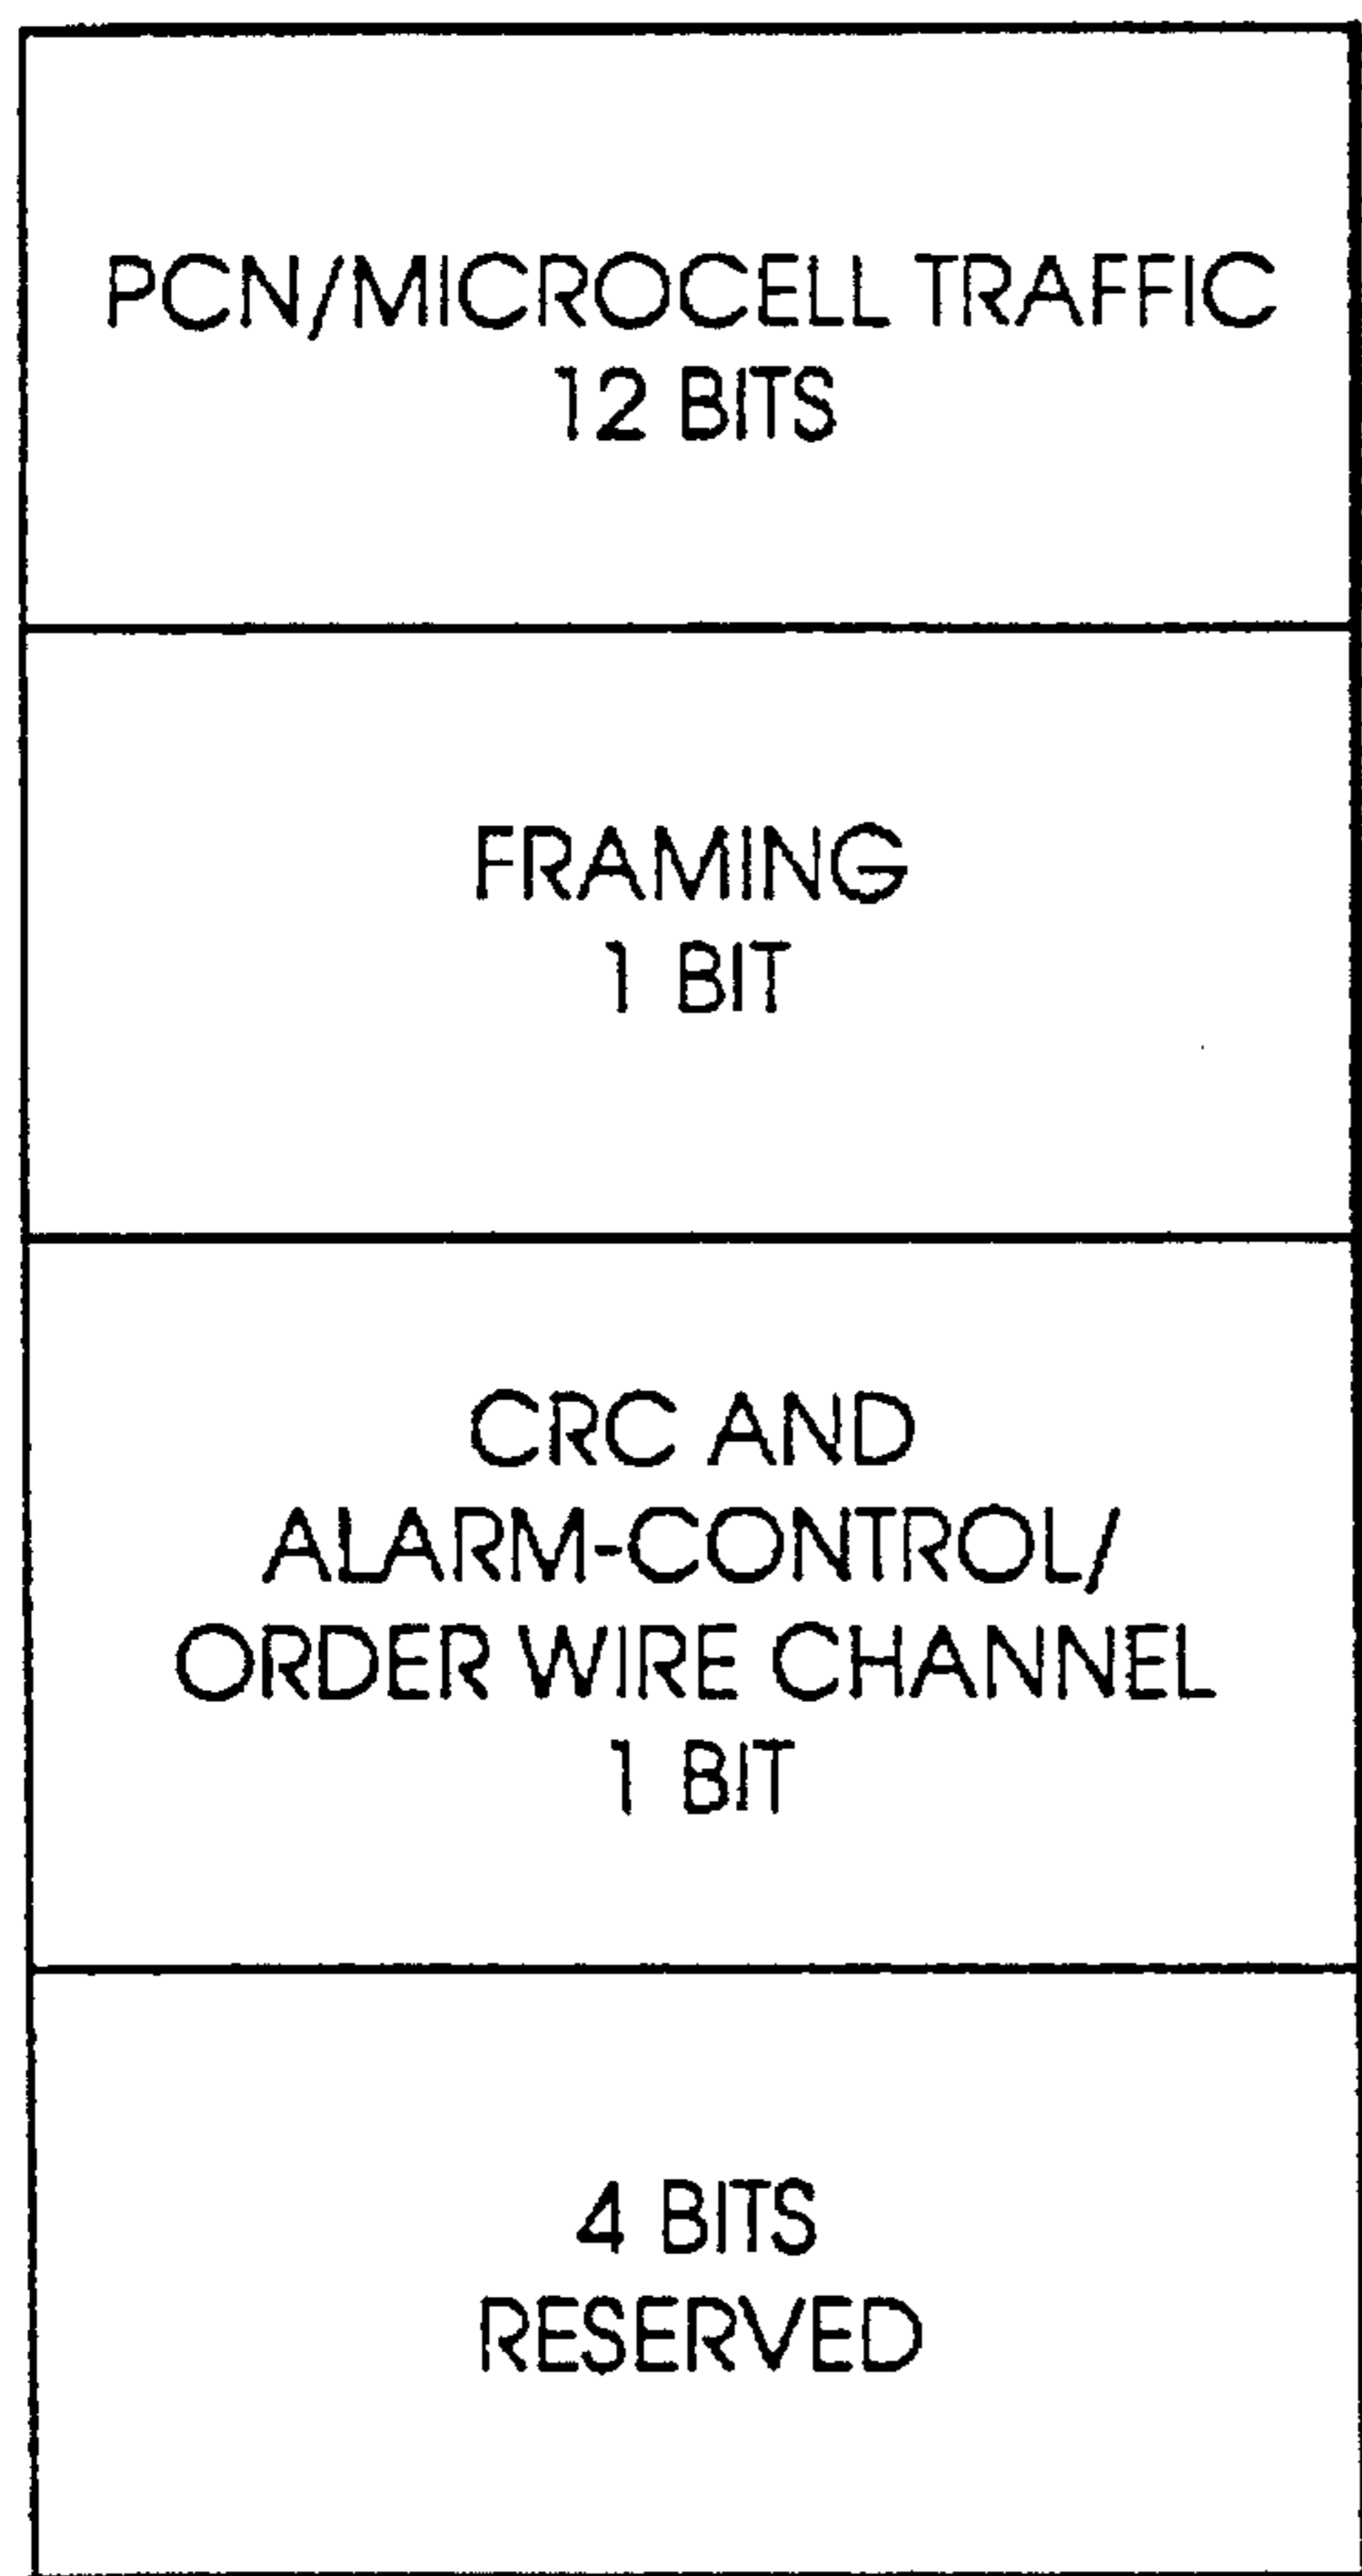 PCN/MICROCELL TRAFFIC
12 BITS
FRAMING
1 BIT
CRC AND
ALARM-CONTROL/
ORDER WIRE CHANNEL
1 BIT
4 BITS
RESERVED